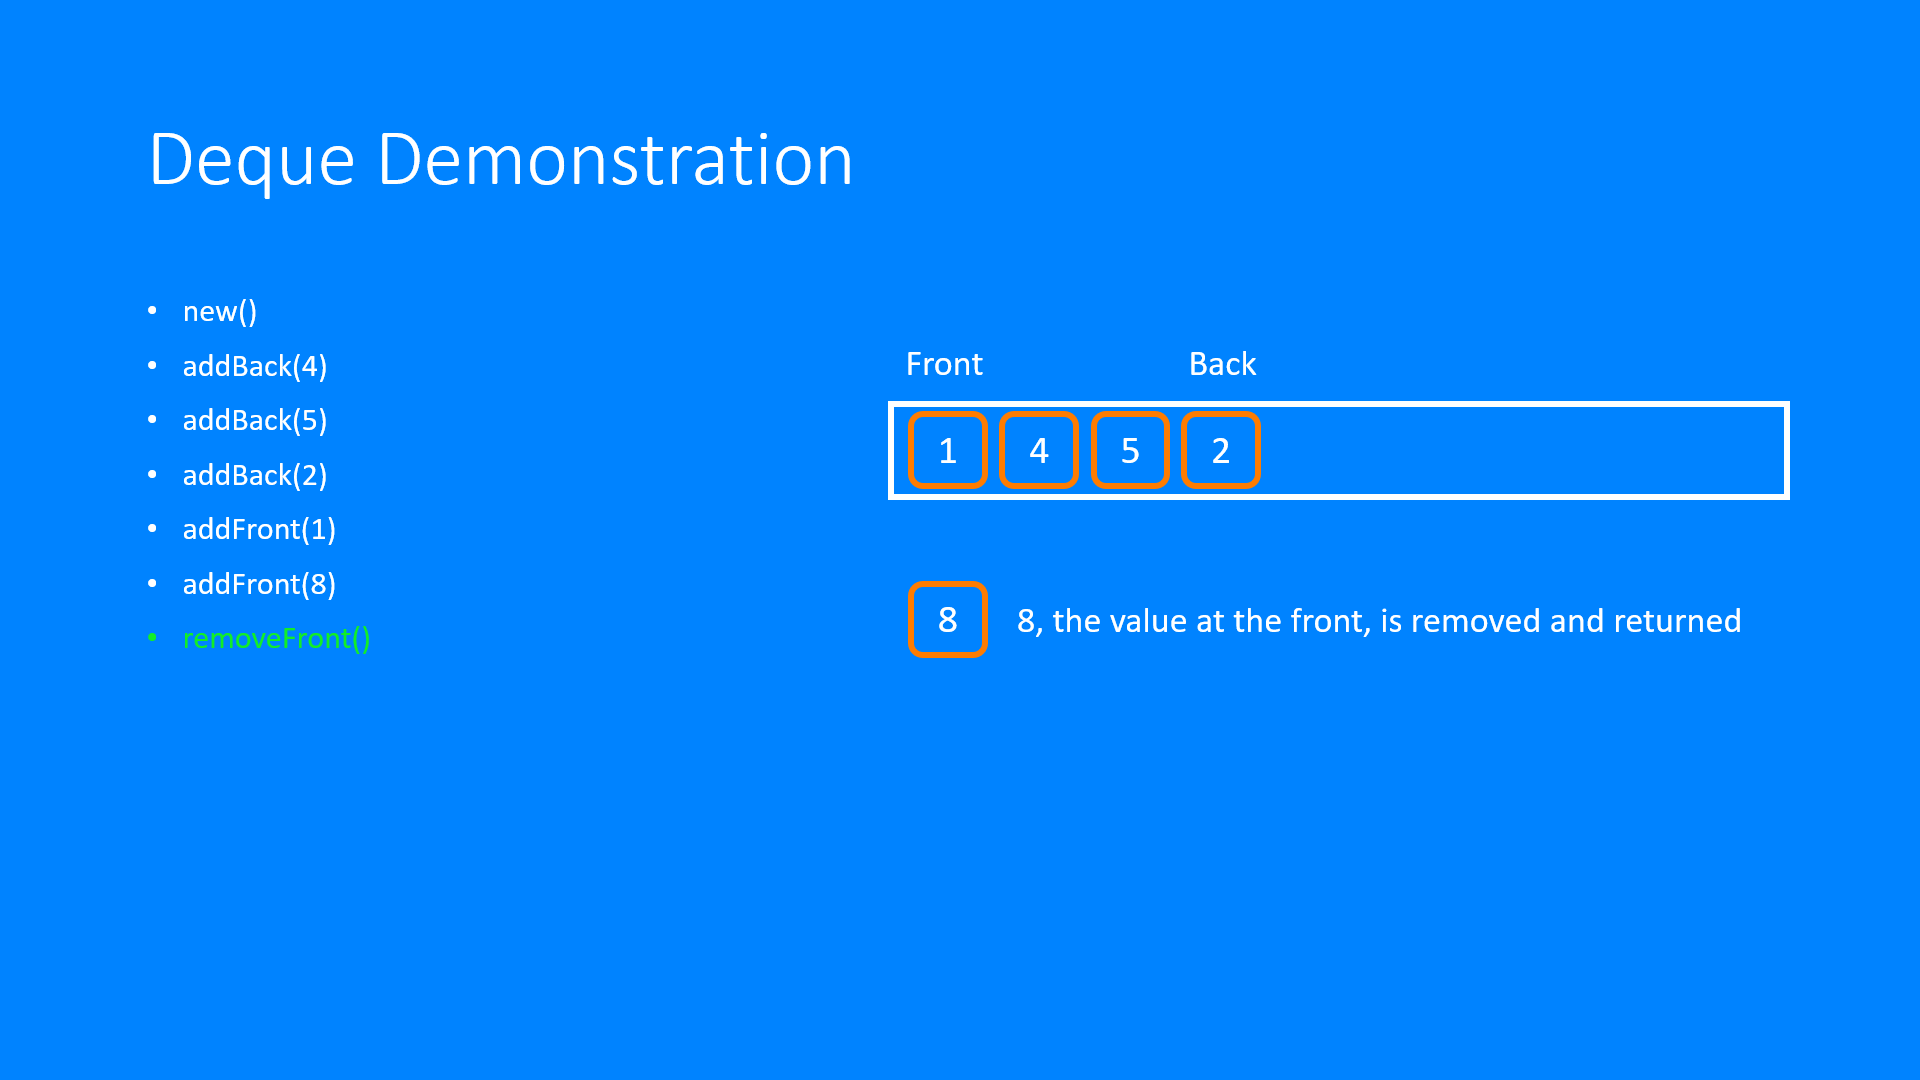 Deque Demonstration
• new()
• addBack(4)
• addBack(5)
• addBack(2)
• addFront(1)
• addFront(8)
• removeFront()
Front Back
1 4 5 2
8 8, the value at the front, is removed and returned